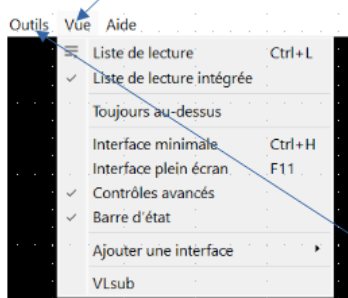 Outils Vue Aide
Liste de lecture Ctrl+L
Liste de lecture intégrée
Toujours au-dessus
Interface minimale Ctrl+H
Interface plein écran F11
Contrôles avancés
Barre d'état
Ajouter une interface
VLsub